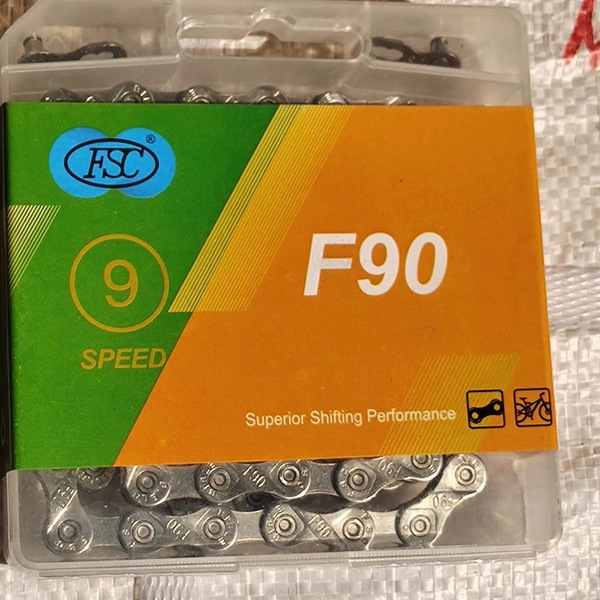 FSC®
9
SPEED
F90
Superior Shifting Performance